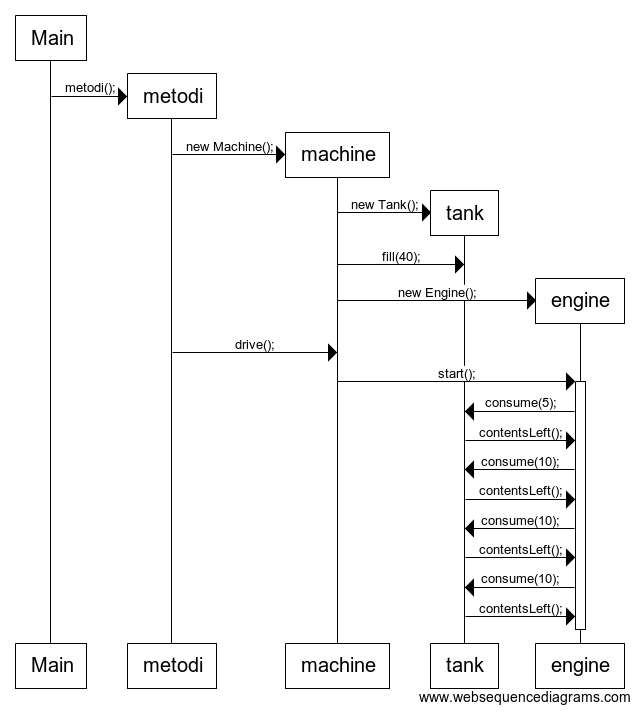 Main
metodi();
metodi
new Machine();
machine
new Tank();
tank
fill(40);
new Engine();
engine
drive();
start();
consume(5);
contentsLeft();
consume(10);
contentsLeft();
consume(10);
contentsLeft();
consume(10);
contentsLeft();
Main metodi machine tank engine
www.websequencediagrams.com